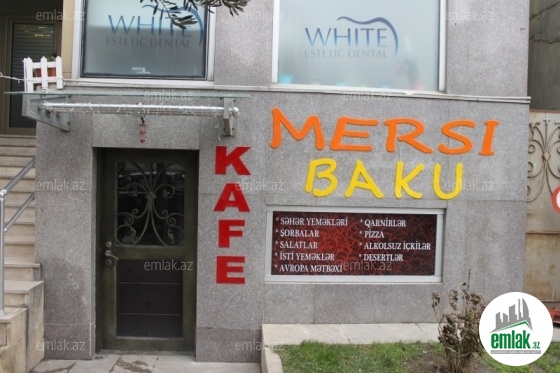 WHITE
ESTETIC DENTAL
WHITE
ESTETIC DENTAL
KAFE
MERSI
BAKU
* SƏHƏR YEMƏKLƏRİ
* ŞORBALAR
* SALATLAR
* İSTİ YEMƏKLƏR
* AVROPA MƏTBƏXİ
* QARNİRLƏR
* PİZZA
* ALKOLSUZ İÇKİLƏR
* DESERTLƏR
emlak.az